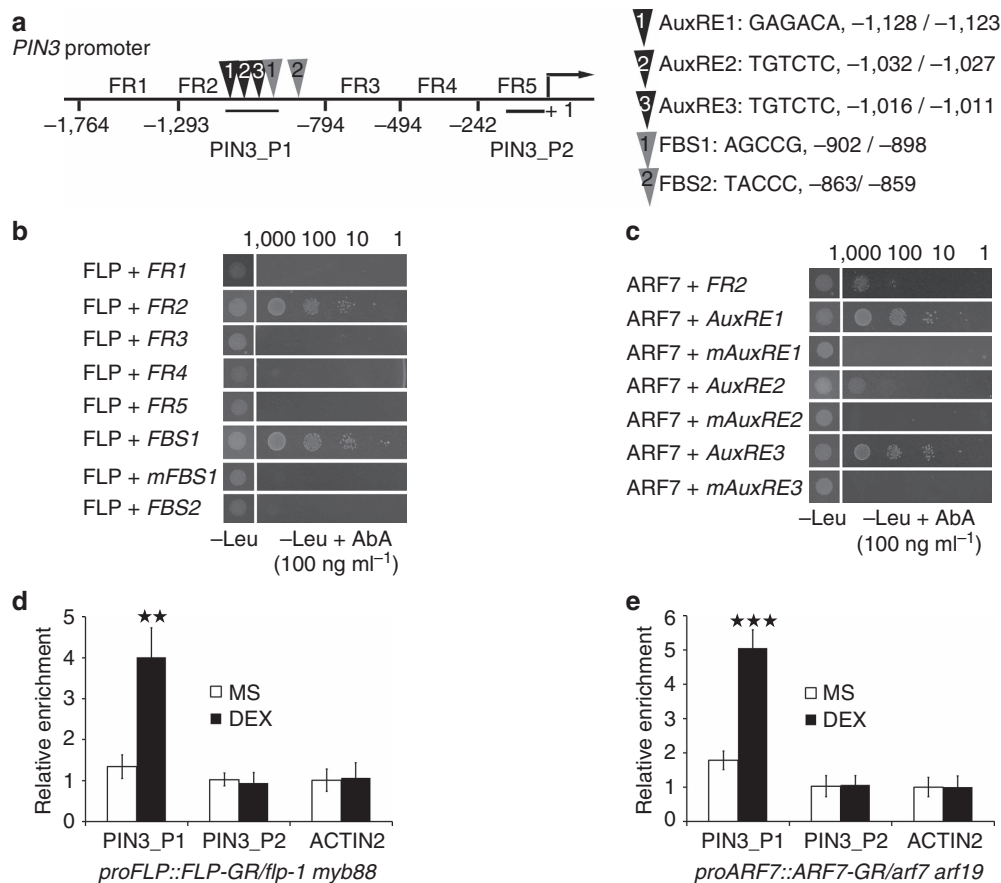 a
PIN3 promoter
FR1 FR2 1 2 3 1 2 FR3 FR4 FR5
–1,764 –1,293 –794 –494 –242 + 1
PIN3_P1 PIN3_P2
1 AuxRE1: GAGACA, –1,128 / –1,123
2 AuxRE2: TGTCTC, –1,032 / –1,027
3 AuxRE3: TGTCTC, –1,016 / –1,011
1 FBS1: AGCCG, –902 / –898
2 FBS2: TACCC, –863/ –859
b
1,000 100 10 1
FLP + FR1
FLP + FR2
FLP + FR3
FLP + FR4
FLP + FR5
FLP + FBS1
FLP + mFBS1
FLP + FBS2
–Leu –Leu + AbA
(100 ng ml–1)
c
1,000 100 10 1
ARF7 + FR2
ARF7 + AuxRE1
ARF7 + mAuxRE1
ARF7 + AuxRE2
ARF7 + mAuxRE2
ARF7 + AuxRE3
ARF7 + mAuxRE3
–Leu –Leu + AbA
(100 ng ml–1)
d
Relative enrichment
5
4
3
2
1
0
★★
MS
DEX
PIN3_P1 PIN3_P2 ACTIN2
proFLP::FLP-GR/flp-1 myb88
e
Relative enrichment
6
5
4
3
2
1
0
★★★
MS
DEX
PIN3_P1 PIN3_P2 ACTIN2
proARF7::ARF7-GR/arf7 arf19